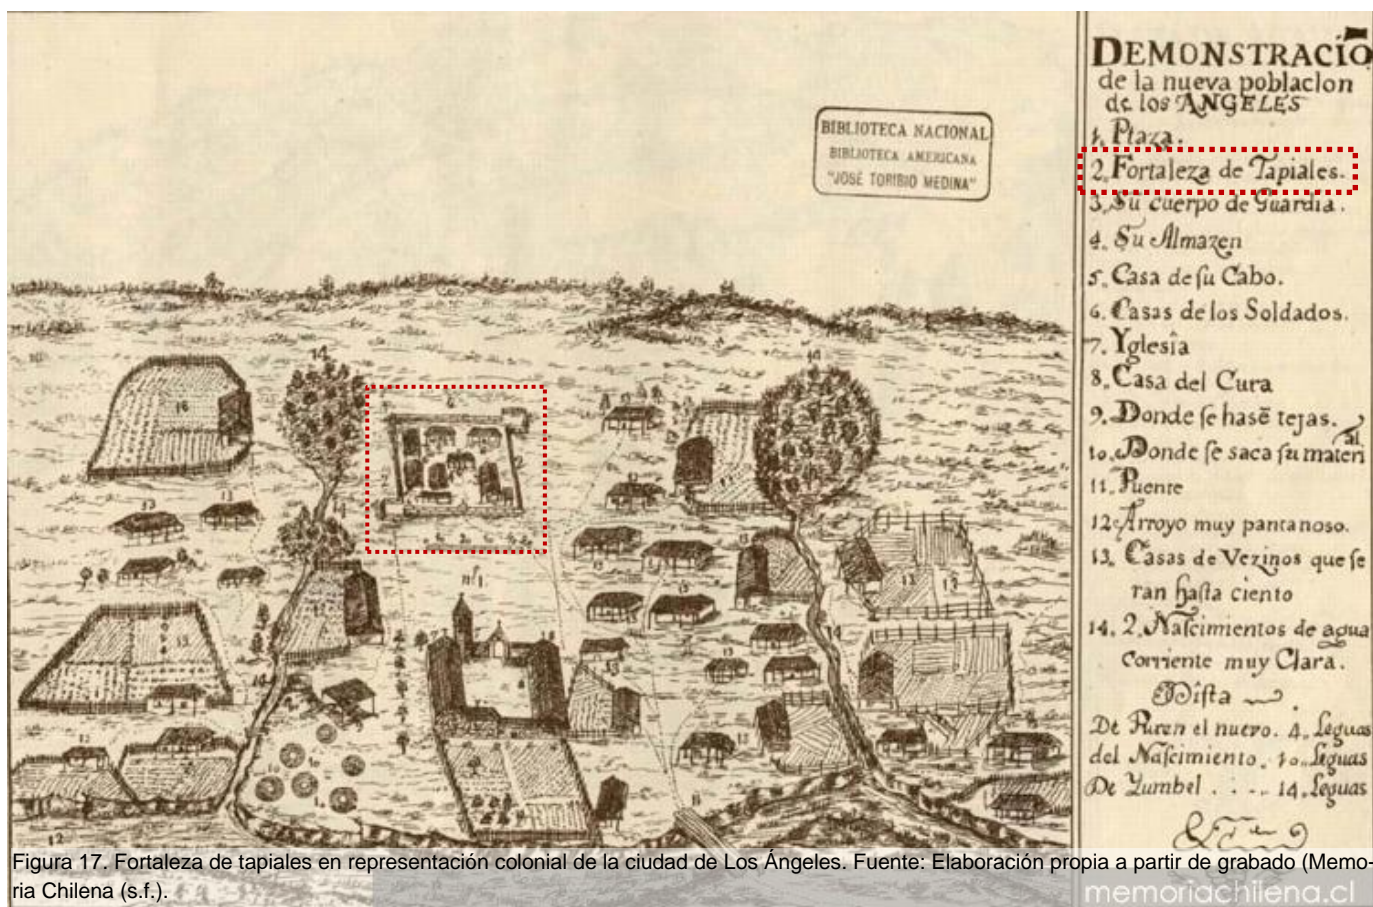 BIBLIOTECA NACIONAL
BIBLIOTECA AMERICANA
"JOSÉ TORIBIO MEDINA"
DEMONSTRACIÕ
de la nueva poblacion
de los ANGELES
1. Plaza.
2. Fortaleza de Tapiales.
3. Su cuerpo de Guardia.
4. Su Almazen
5. Casa de ſu Cabo.
6. Casas de los Soldados.
7. Yglesia
8. Casa del Cura
9. Donde ſe hasẽ tejas.
10. Donde ſe saca ſu materi
al
11. Puente
12. Arroyo muy pantanoso.
13. Casas de Vezinos que ſe
ran haſta ciento
14. 2. Naſcimientos de agua
Corriente muy Clara.
Diſta
De Puren el nuevo. 4. Leguas
del Naſcimiento. 10. Leguas
De Yumbel . . . . 14. Leguas
Figura 17. Fortaleza de tapiales en representación colonial de la ciudad de Los Ángeles. Fuente: Elaboración propia a partir de grabado (Memo-
ria Chilena (s.f.).
memoriachilena.cl